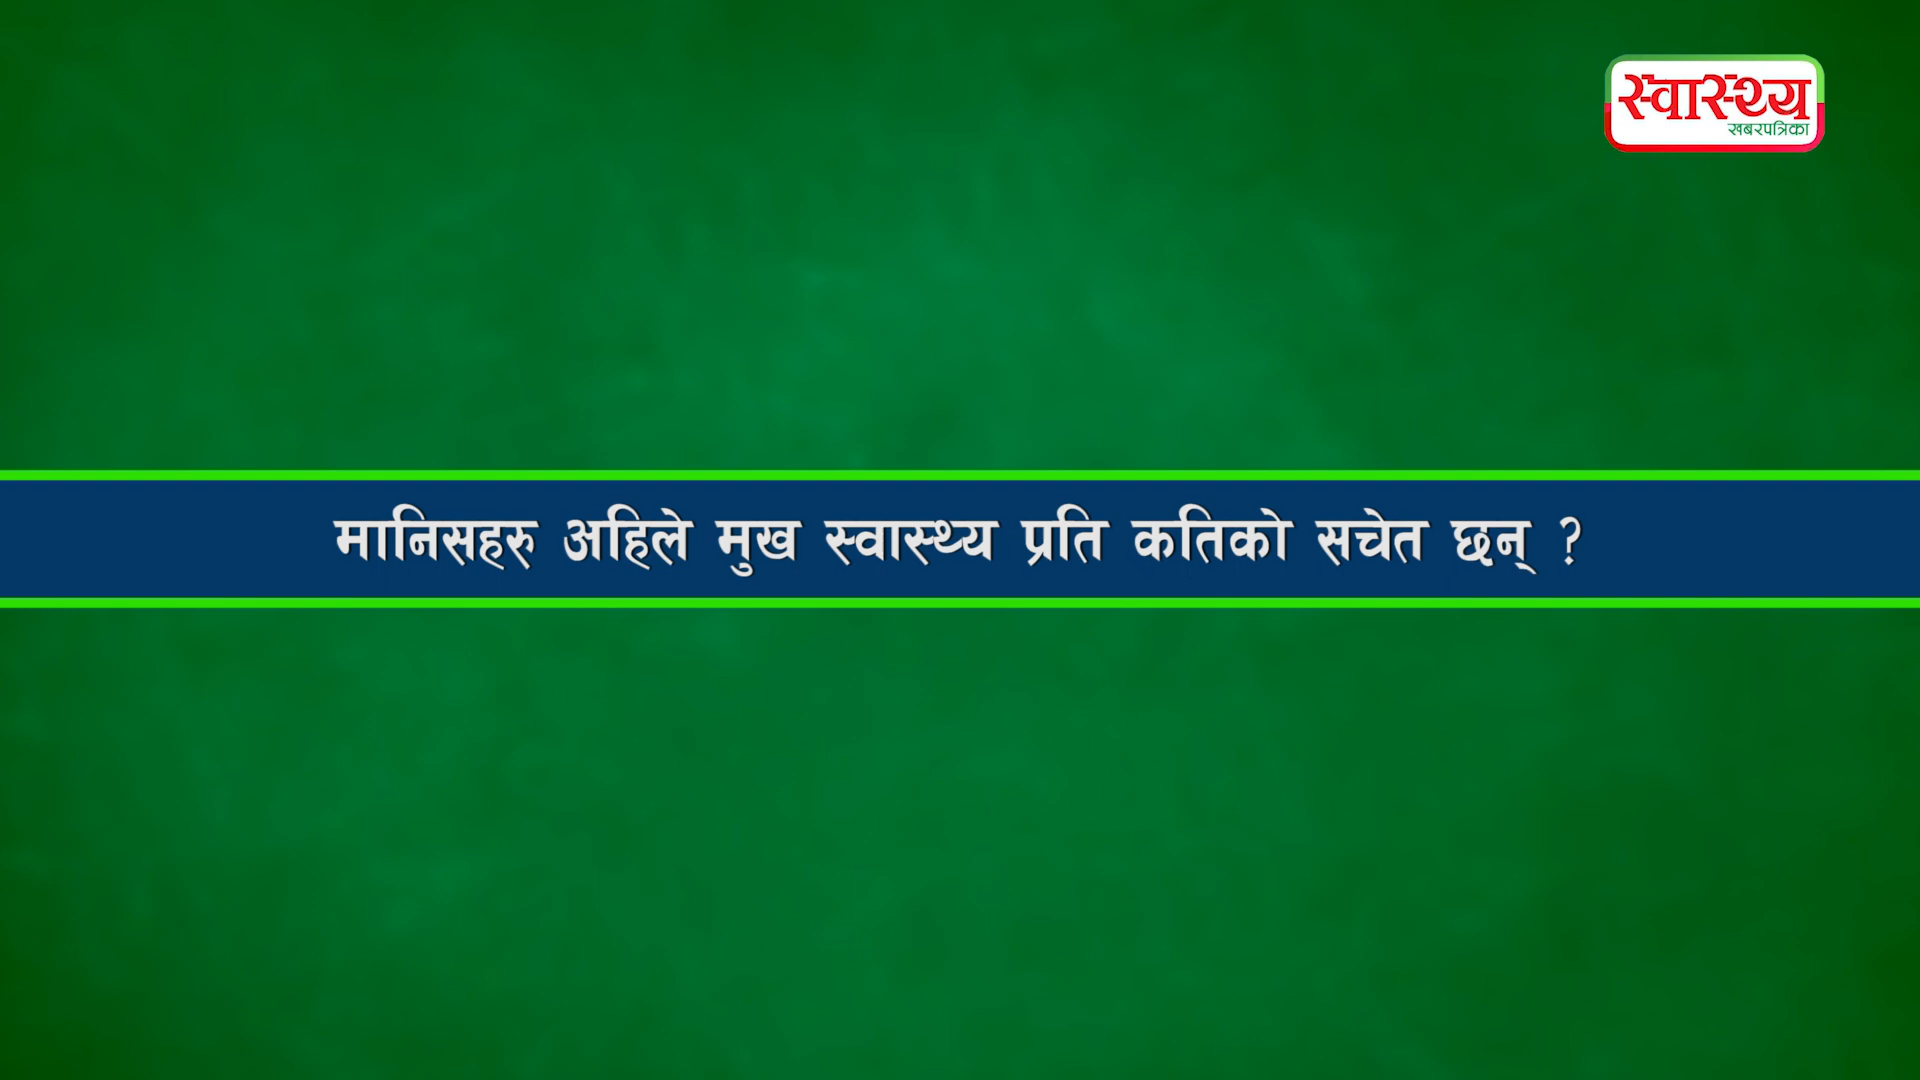 स्वास्थ्य
खबरपत्रिका
मानिसहरु अहिले मुख स्वास्थ्य प्रति कतिको सचेत छन् ?